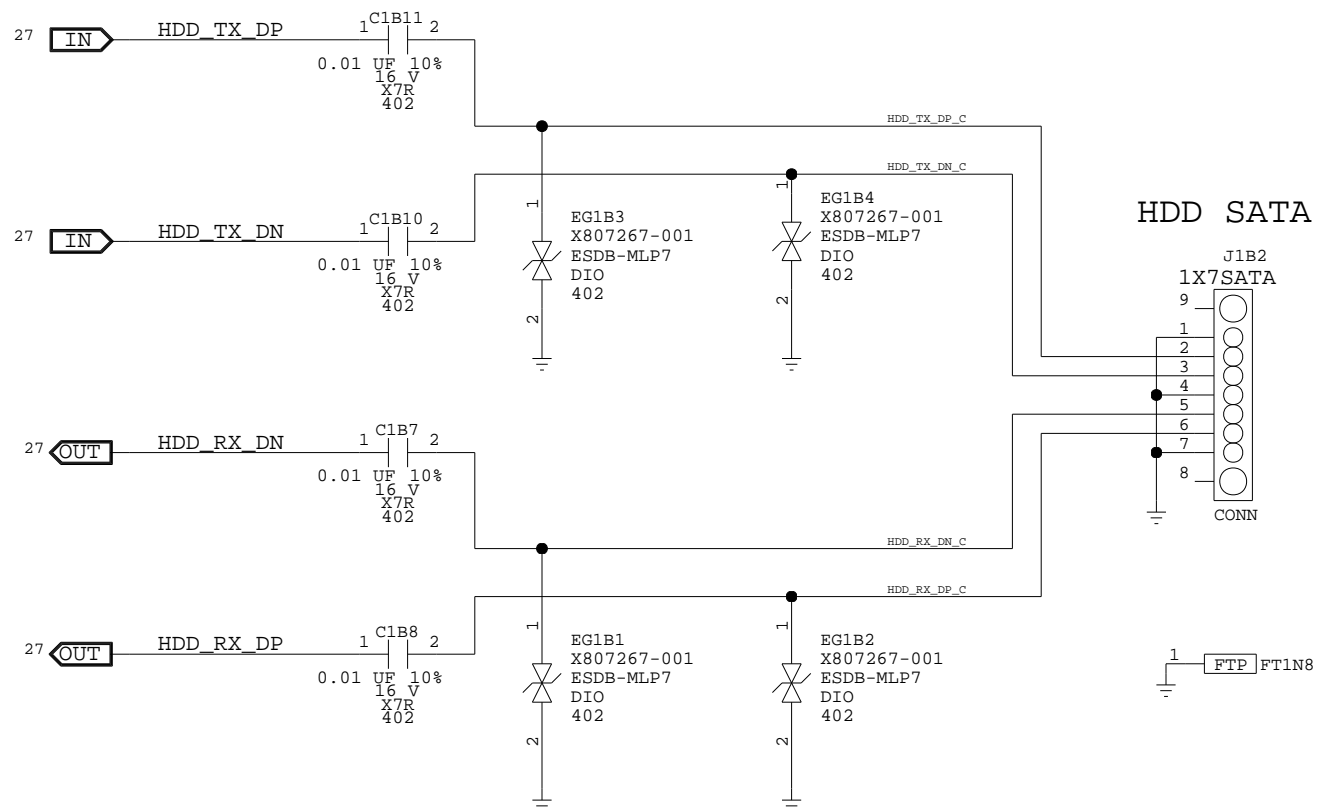 27 IN HDD_TX_DP 1 C1B11 2
0.01 UF 10%
16 V
X7R
402
HDD_TX_DP_C
HDD_TX_DN_C
27 IN HDD_TX_DN 1 C1B10 2
0.01 UF 10%
16 V
X7R
402
1
EG1B3
X807267-001
ESDB-MLP7
DIO
402
2
1
EG1B4
X807267-001
ESDB-MLP7
DIO
402
2
HDD SATA
J1B2
1X7SATA
9
1
2
3
4
5
6
7
8
CONN
27 OUT HDD_RX_DN 1 C1B7 2
0.01 UF 10%
16 V
X7R
402
HDD_RX_DN_C
HDD_RX_DP_C
27 OUT HDD_RX_DP 1 C1B8 2
0.01 UF 10%
16 V
X7R
402
1
EG1B1
X807267-001
ESDB-MLP7
DIO
402
2
1
EG1B2
X807267-001
ESDB-MLP7
DIO
402
2
1 FTP FT1N8